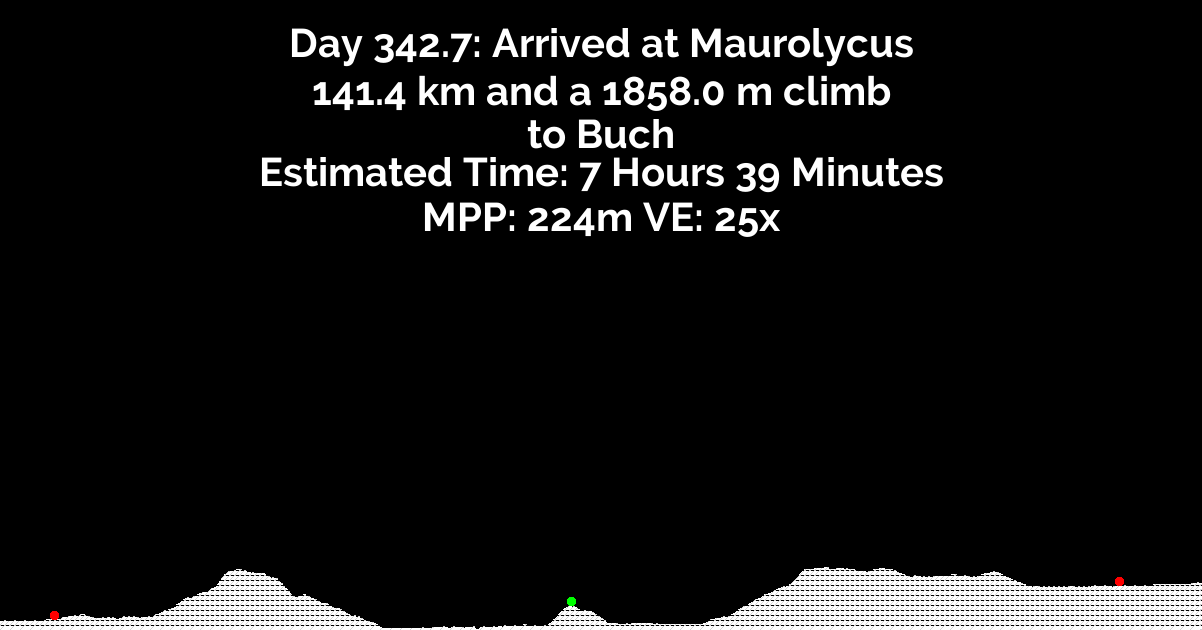 Day 342.7: Arrived at Maurolycus
141.4 km and a 1858.0 m climb
to Buch
Estimated Time: 7 Hours 39 Minutes
MPP: 224m VE: 25x